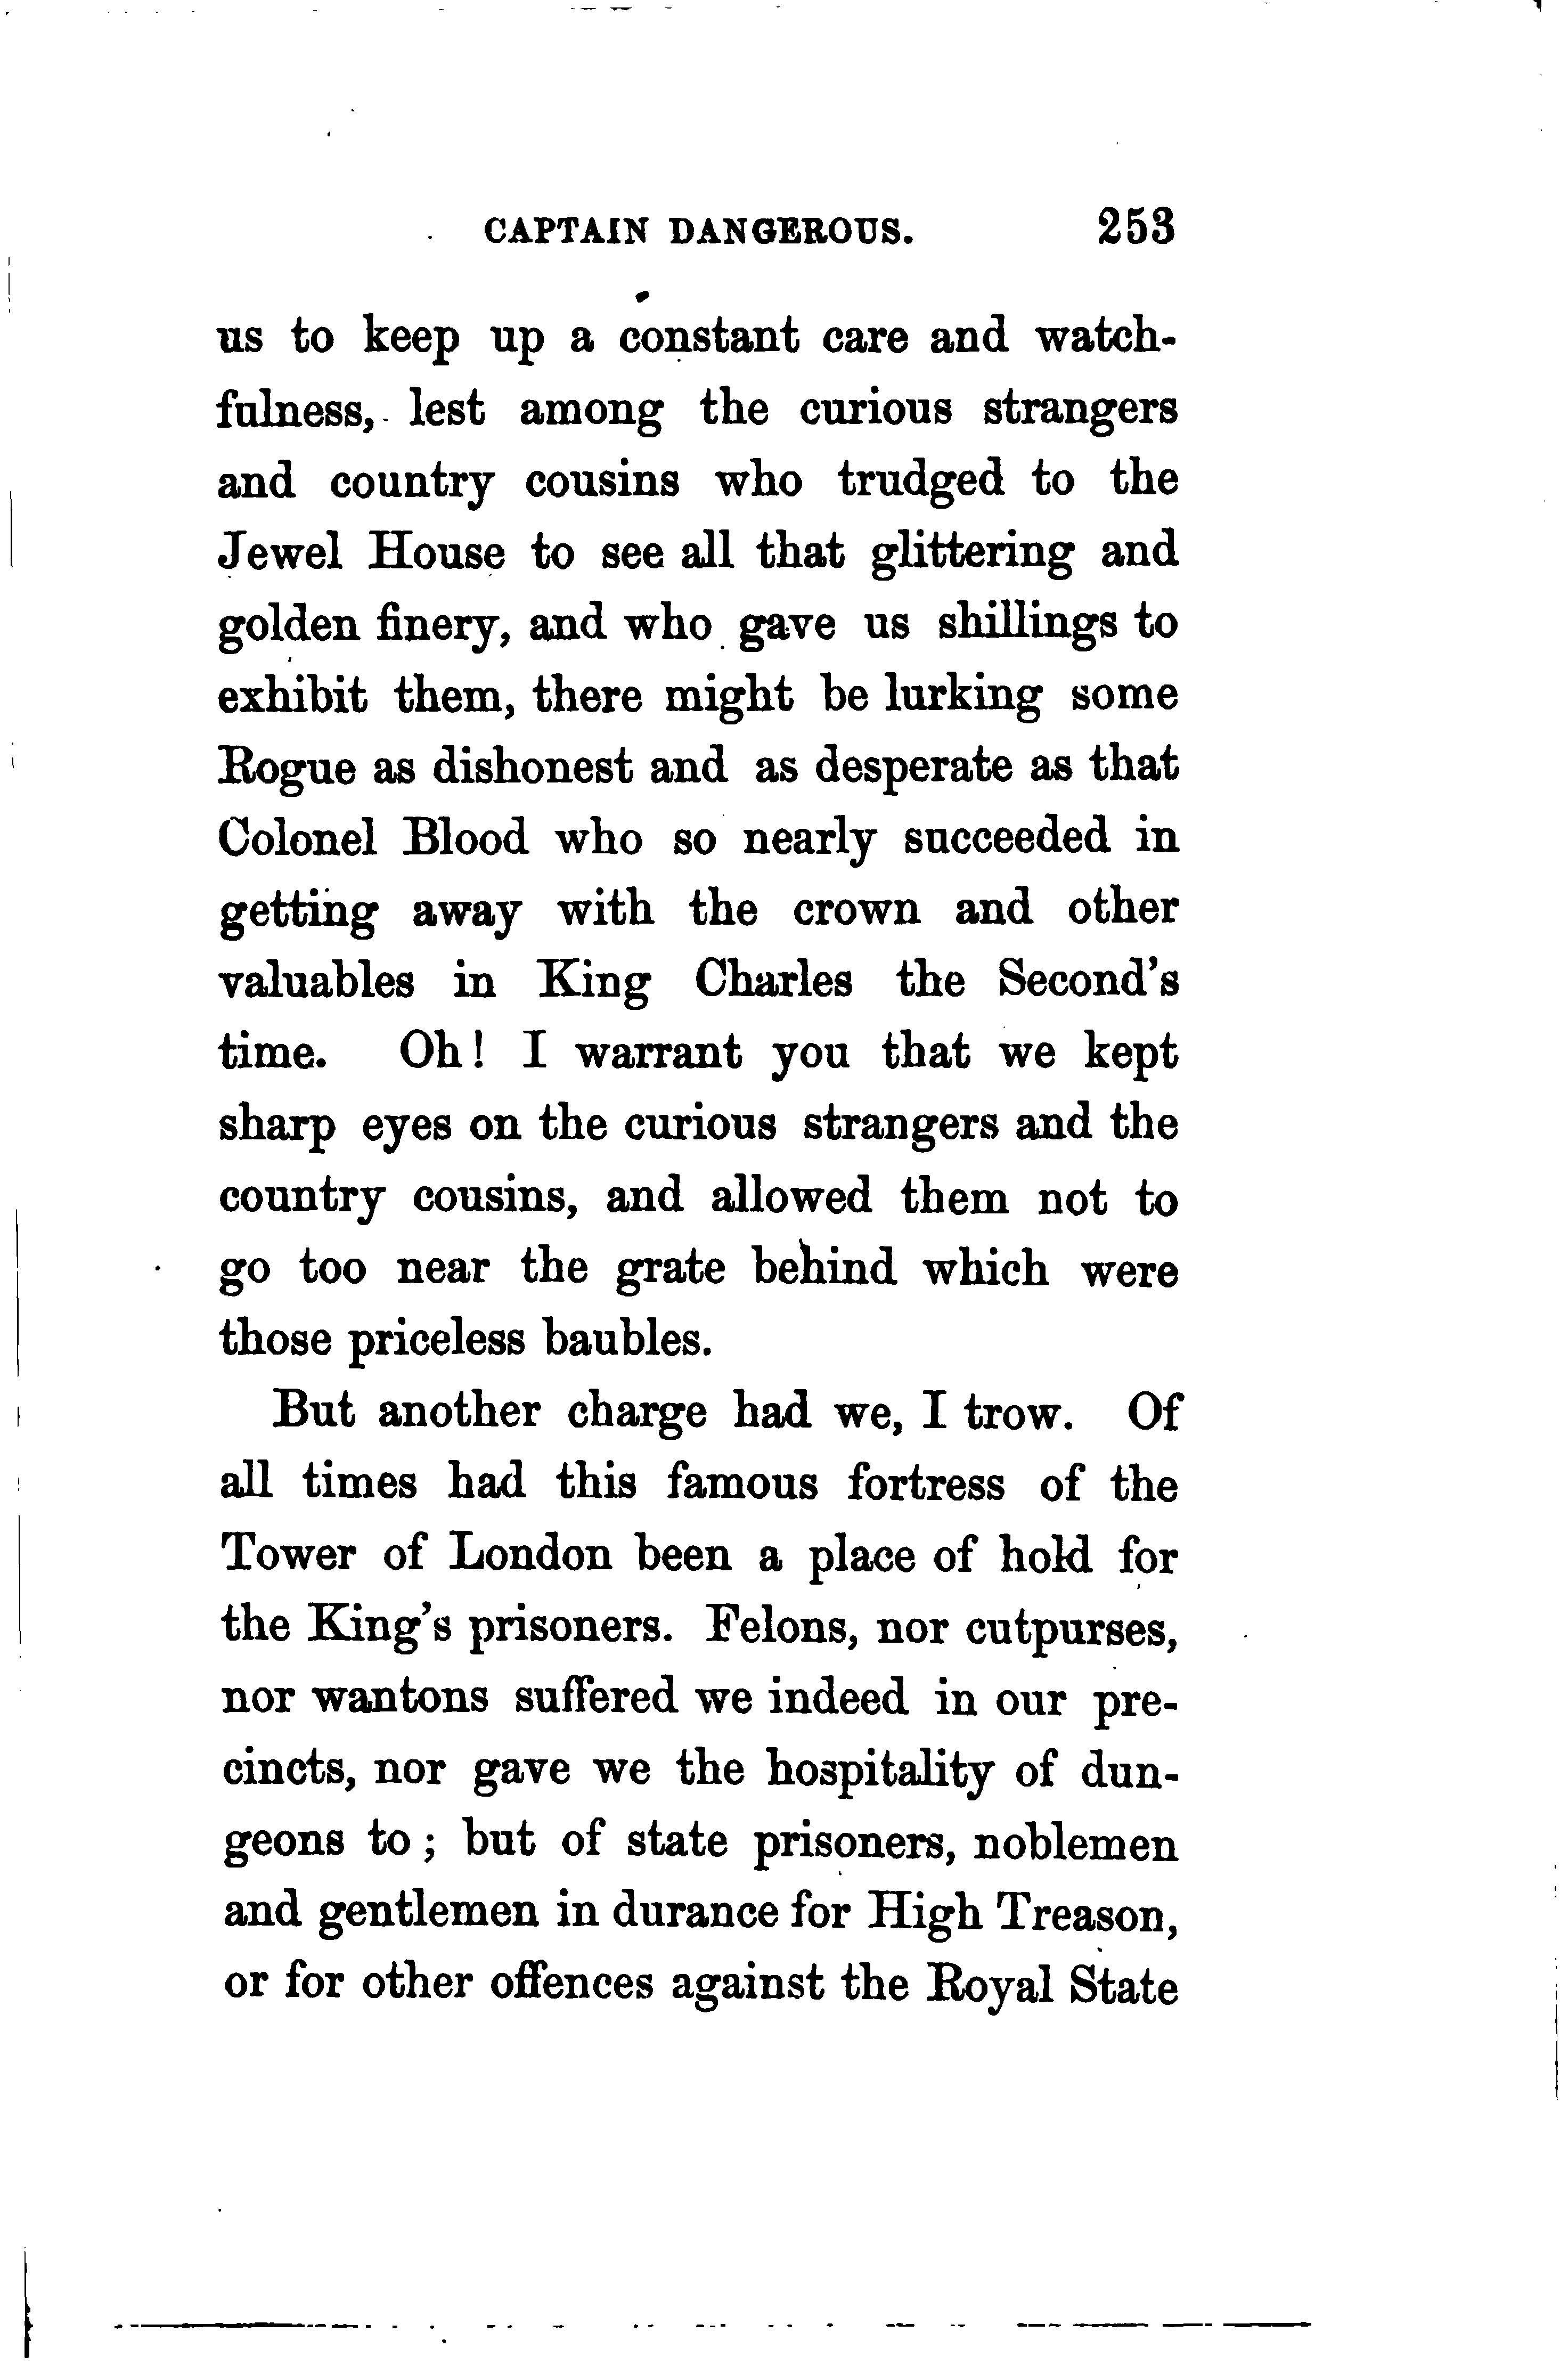 CAPTAIN DANGEROUS. 253
us to keep up a constant care and watch-
fulness, lest among the curious strangers
and country cousins who trudged to the
Jewel House to see all that glittering and
golden finery, and who gave us shillings to
exhibit them, there might be lurking some
Rogue as dishonest and as desperate as that
Colonel Blood who so nearly succeeded in
getting away with the crown and other
valuables in King Charles the Second's
time. Oh! I warrant you that we kept
sharp eyes on the curious strangers and the
country cousins, and allowed them not to
go too near the grate behind which were
those priceless baubles.
But another charge had we, I trow. Of
all times had this famous fortress of the
Tower of London been a place of hold for
the King's prisoners. Felons, nor cutpurses,
nor wantons suffered we indeed in our pre-
cincts, nor gave we the hospitality of dun-
geons to; but of state prisoners, noblemen
and gentlemen in durance for High Treason,
or for other offences against the Royal State